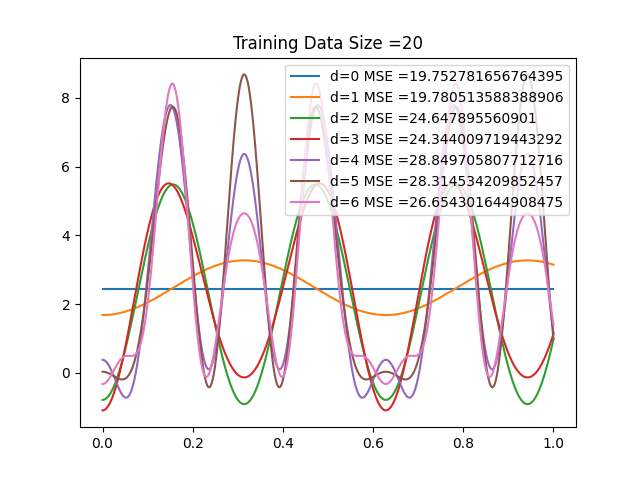 Training Data Size =20
d=0 MSE =19.752781656764395
d=1 MSE =19.780513588388906
d=2 MSE =24.647895560901
d=3 MSE =24.344009719443292
d=4 MSE =28.849705807712716
d=5 MSE =28.314534209852457
d=6 MSE =26.654301644908475
8
6
4
2
0
0.0 0.2 0.4 0.6 0.8 1.0